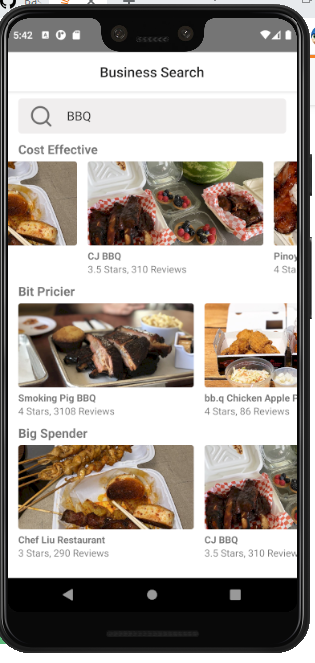 5:42
Business Search
BBQ
Cost Effective
CJ BBQ
3.5 Stars, 310 Reviews
Pinoy
4 Sta
Bit Pricier
Smoking Pig BBQ
4 Stars, 3108 Reviews
bb.q Chicken Apple F
4 Stars, 86 Reviews
Big Spender
Chef Liu Restaurant
3 Stars, 290 Reviews
CJ BBQ
3.5 Stars, 310 Review